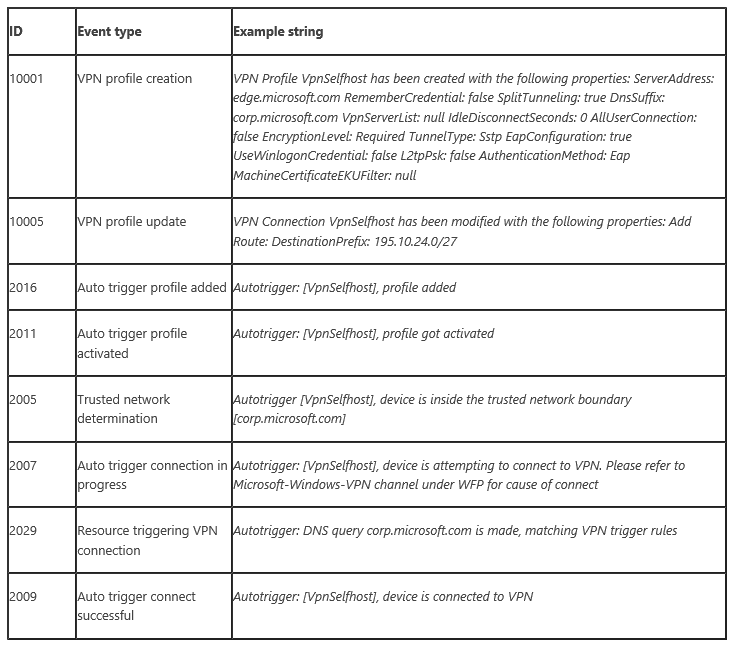 ID Event type Example string
10001 VPN profile creation VPN Profile VpnSelfhost has been created with the following properties: ServerAddress:
edge.microsoft.com RememberCredential: false SplitTunneling: true DnsSuffix:
corp.microsoft.com VpnServerList: null IdleDisconnectSeconds: 0 AllUserConnection:
false EncryptionLevel: Required TunnelType: Sstp EapConfiguration: true
UseWinlogonCredential: false L2tpPsk: false AuthenticationMethod: Eap
MachineCertificateEKUFilter: null
10005 VPN profile update VPN Connection VpnSelfhost has been modified with the following properties: Add
Route: DestinationPrefix: 195.10.24.0/27
2016 Auto trigger profile added Autotrigger: [VpnSelfhost], profile added
2011 Auto trigger profile Autotrigger: [VpnSelfhost], profile got activated
activated
2005 Trusted network Autotrigger [VpnSelfhost], device is inside the trusted network boundary
determination [corp.microsoft.com]
2007 Auto trigger connection in Autotrigger: [VpnSelfhost], device is attempting to connect to VPN. Please refer to
progress Microsoft-Windows-VPN channel under WFP for cause of connect
2029 Resource triggering VPN Autotrigger: DNS query corp.microsoft.com is made, matching VPN trigger rules
connection
2009 Auto trigger connect Autotrigger: [VpnSelfhost], device is connected to VPN
successful